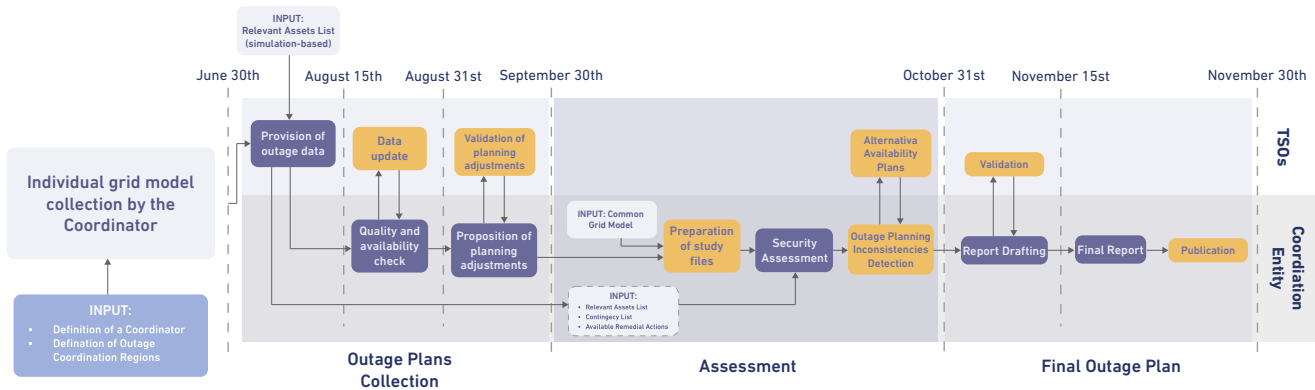 INPUT:
Relevant Assets List
(simulation-based)
June 30th
August 15th
August 31st
September 30th
October 31st
November 15st
November 30th
Provision of
outage data
Data
update
Validation of
planning
adjustments
Alternativa
Availability
Plans
Validation
TSOs
Individual grid model
collection by the
Coordinator
Quality and
availability
check
Proposition of
planning
adjustments
INPUT: Common
Grid Model
Preparation
of study
files
Security
Assessment
Outage Planning
Inconsistencies
Detection
Report Drafting
Final Report
Publication
Coordiation
Entity
INPUT:
• Definition of a Coordinator
• Defination of Outage
Coordination Regions
INPUT:
• Relevant Assets List
• Contingecy List
• Available Remedial Actions
Outage Plans
Collection
Assessment
Final Outage Plan